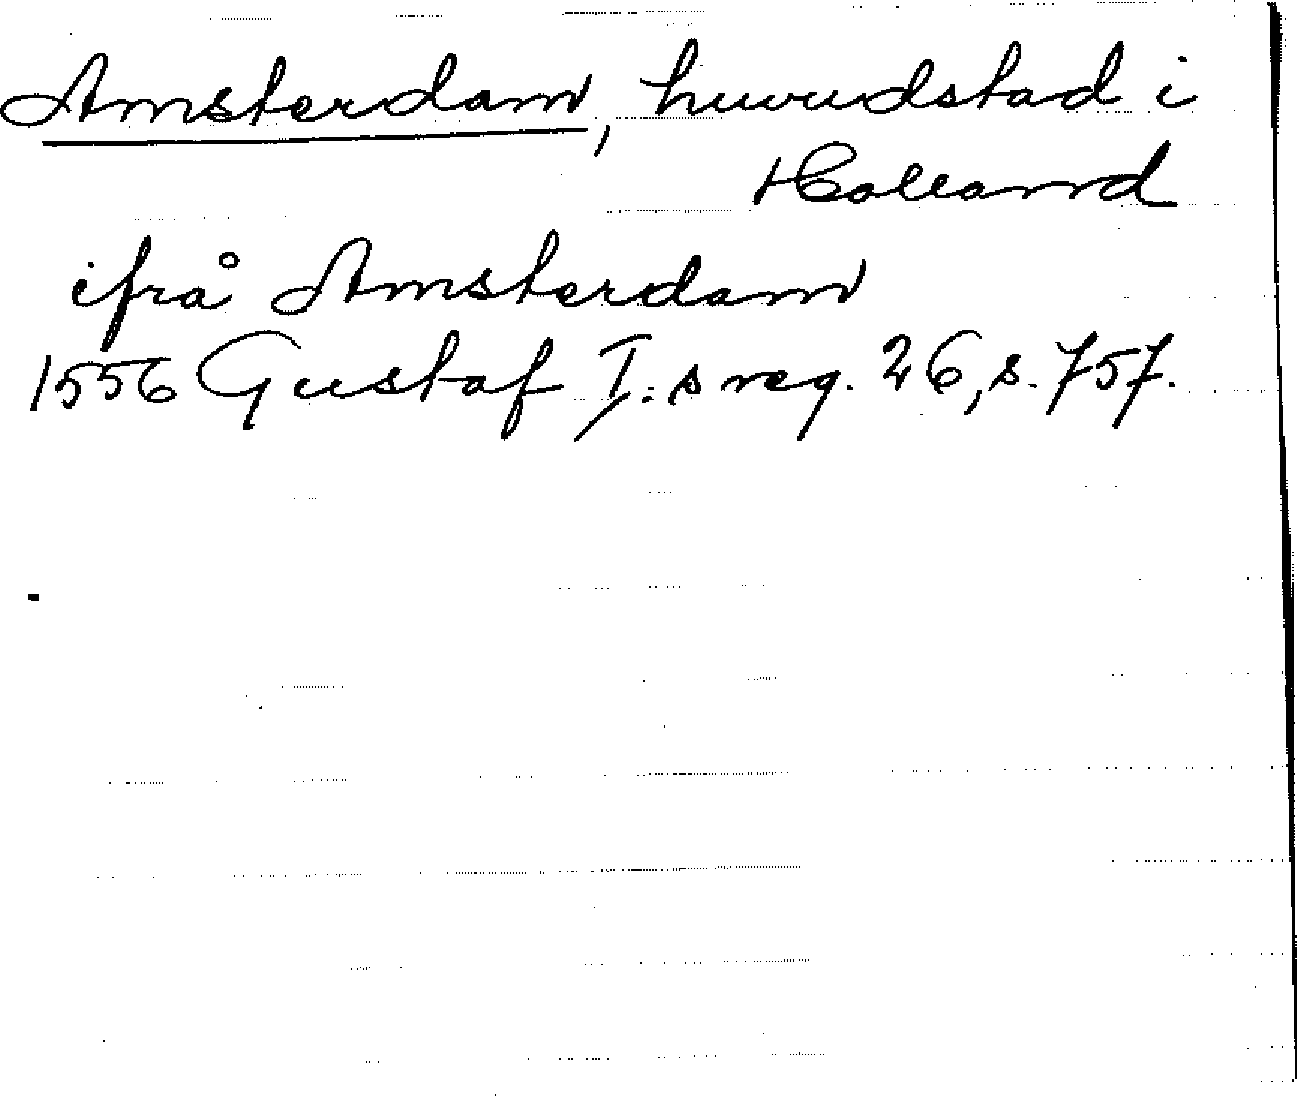 Amsterdam, huvudstad i
Holland
ifrå Amsterdam
1556 Gustaf I:s reg. 26, s. 757.